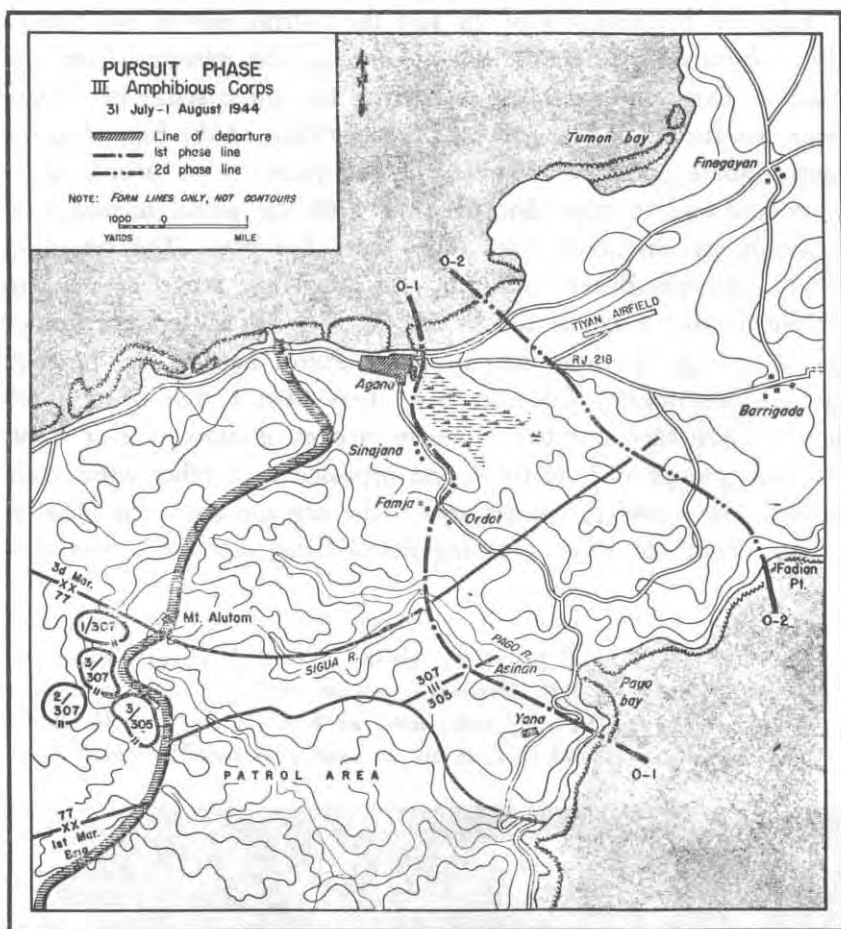 PURSUIT PHASE
III Amphibious Corps
31 July-1 August 1944
Line of departure
1st phase line
2d phase line
NOTE: FORM LINES ONLY, NOT CONTOURS
1000 0 1
YARDS MILE
Tumon bay
Finegayan
O-2
O-1
TIYAN AIRFIELD
RJ 218
Agana
Barrigada
Sinajana
Famja
Ordot
Fadian
Pt.
3d Mar.
XX
77
1/307
Mt. Alutom
O-2
SIGUA R.
PAGO R.
3/
307
Asinan
307
III
305
Pago
bay
2/
307
3/
305
Yona
O-1
PATROL AREA
77
XX
1st Mar.